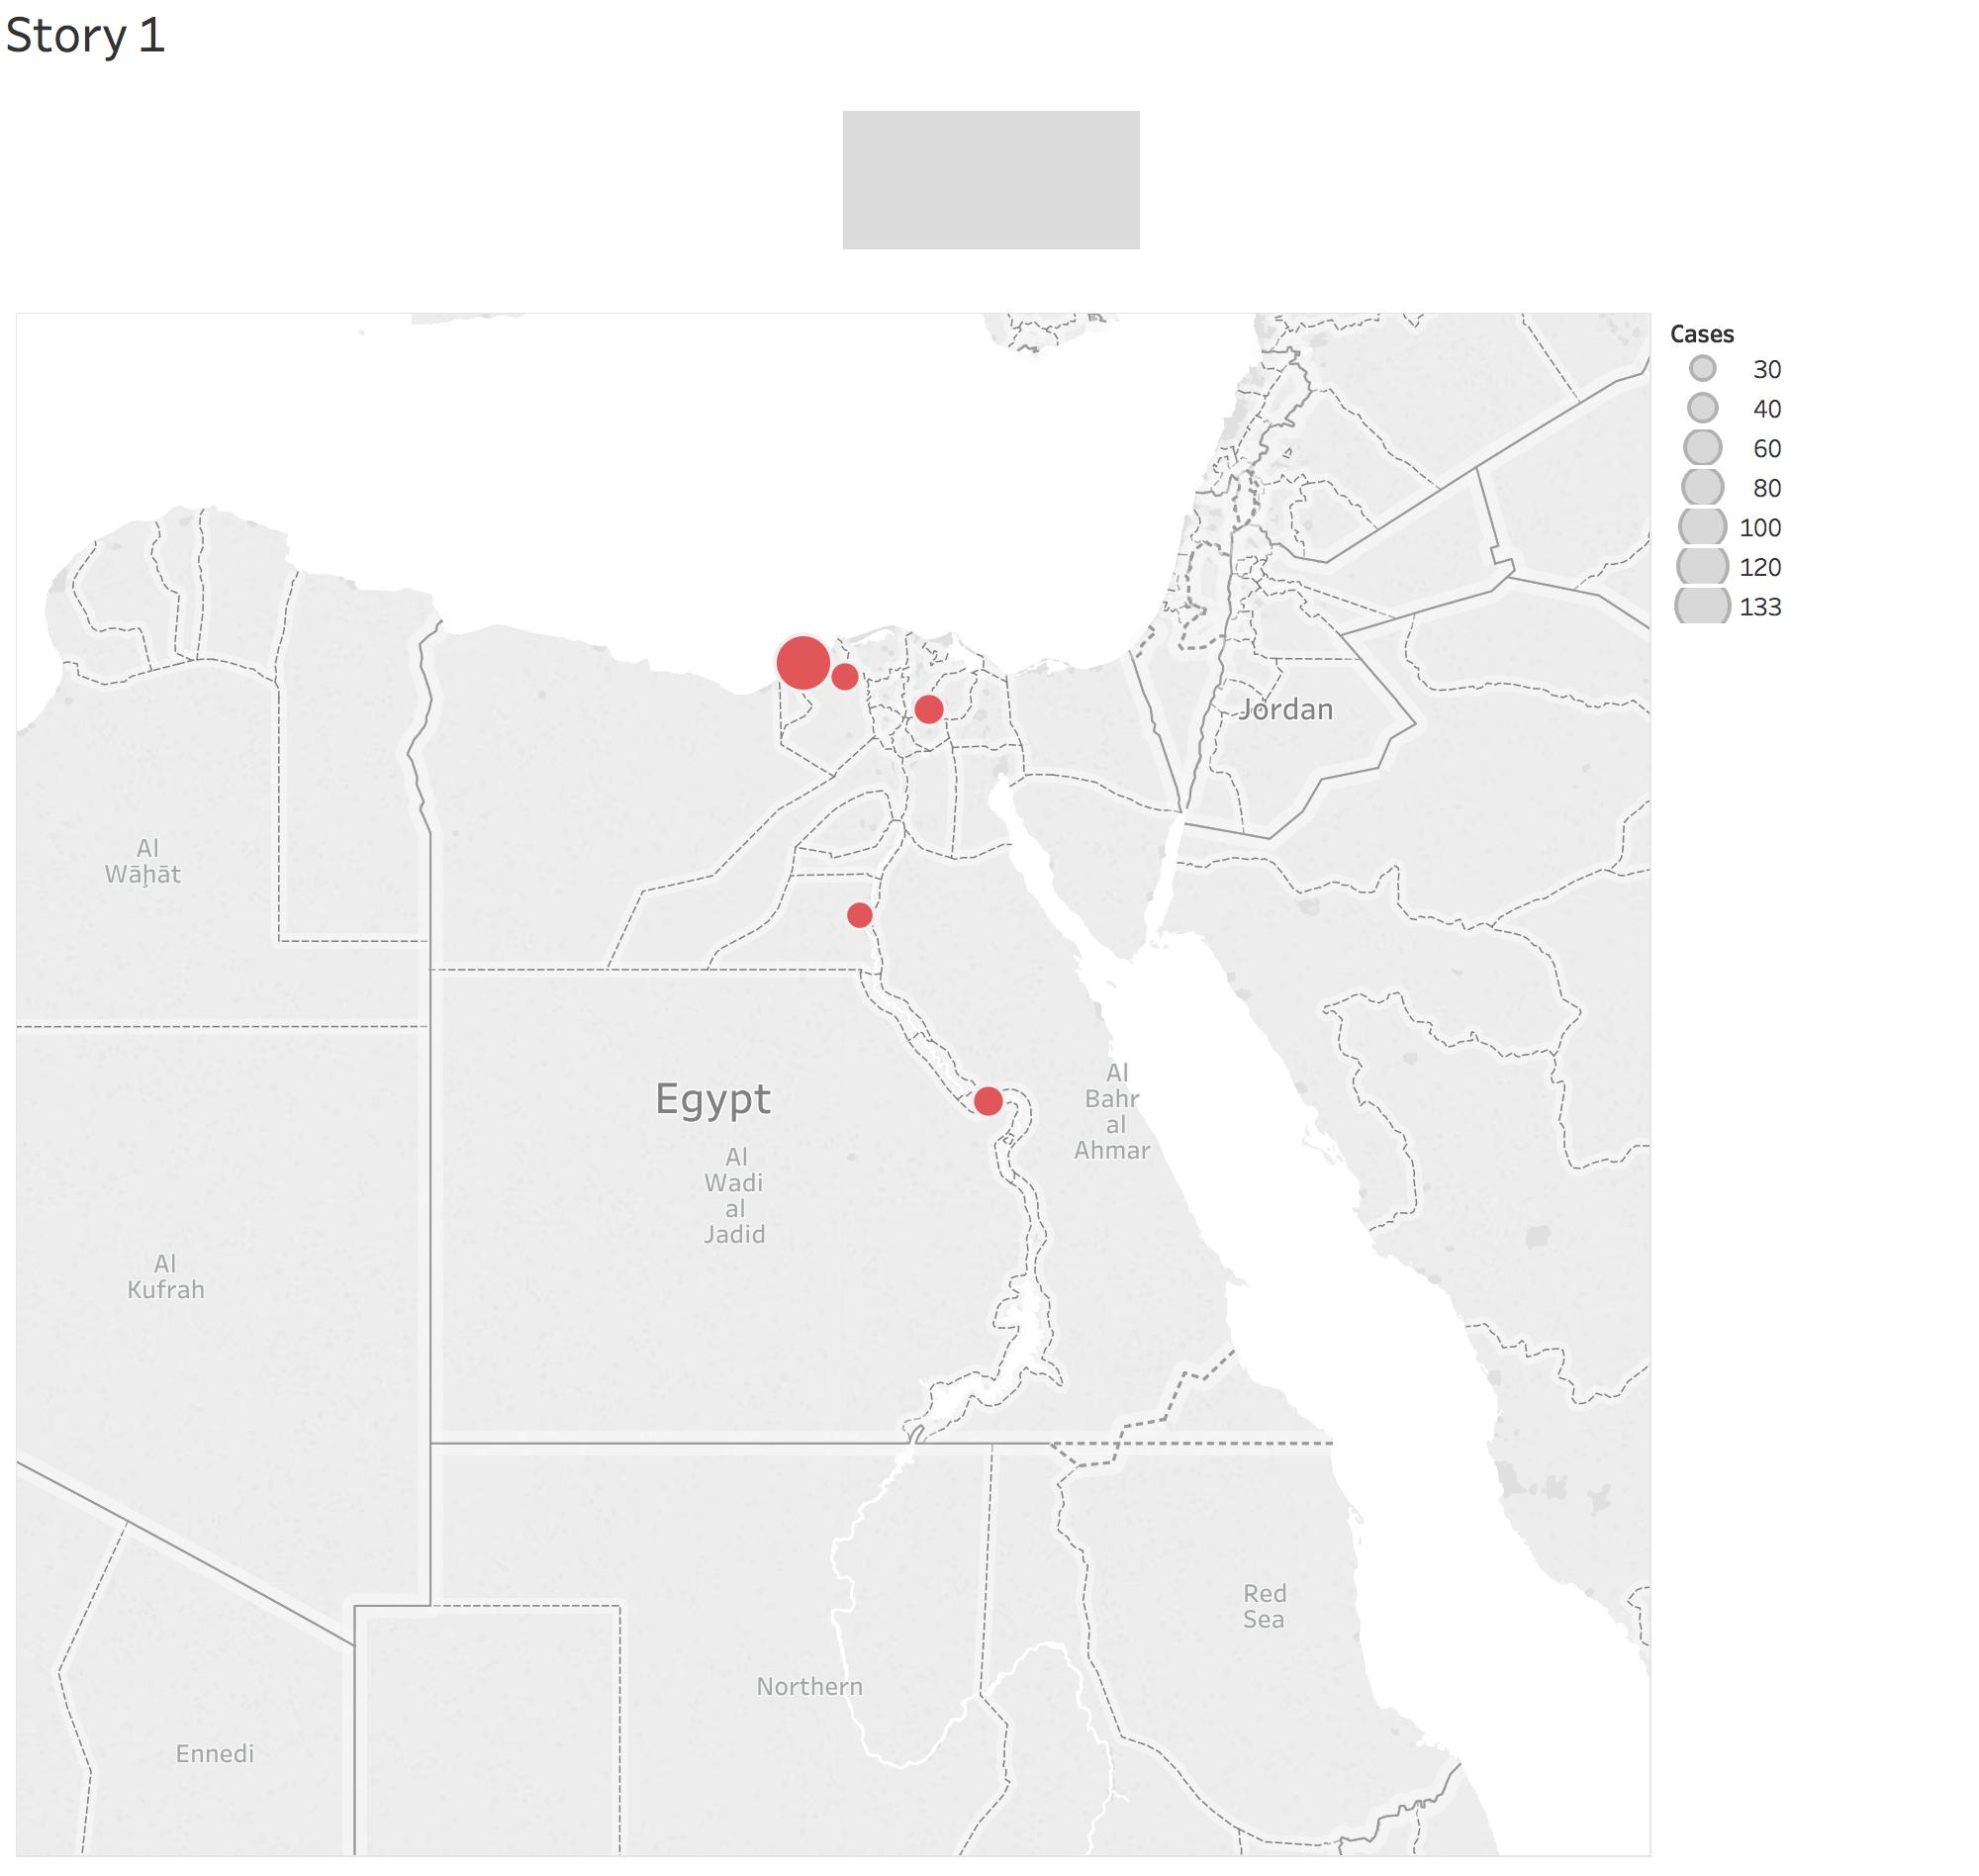 Story 1
Cases
30
40
60
80
100
120
133
Jordan
Al
Wāḩāt
Egypt
Al
Bahr
al
Ahmar
Al
Wadi
al
Jadid
Al
Kufrah
Red
Sea
Northern
Ennedi